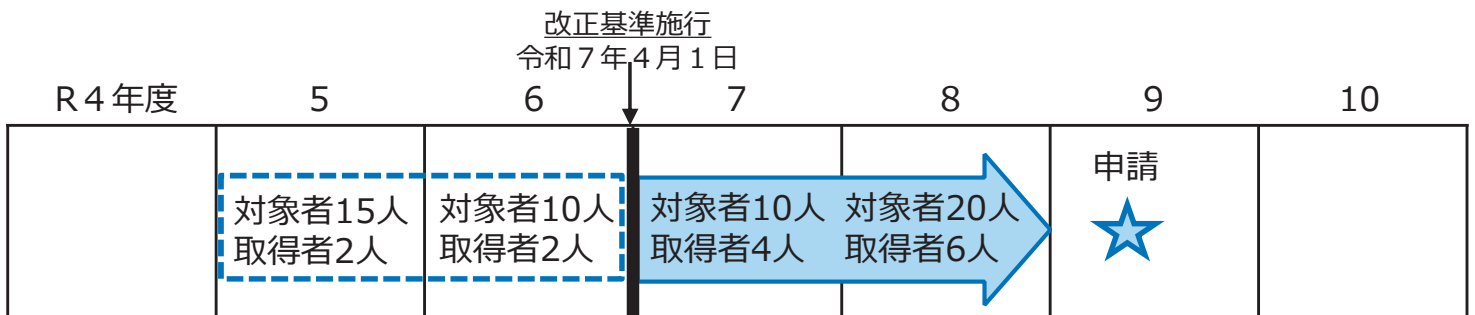 改正基準施行
令和７年４月１日
R４年度 5 6 7 8 9 10
対象者15人 対象者10人 対象者10人 対象者20人 申請
取得者2人 取得者2人 取得者4人 取得者6人